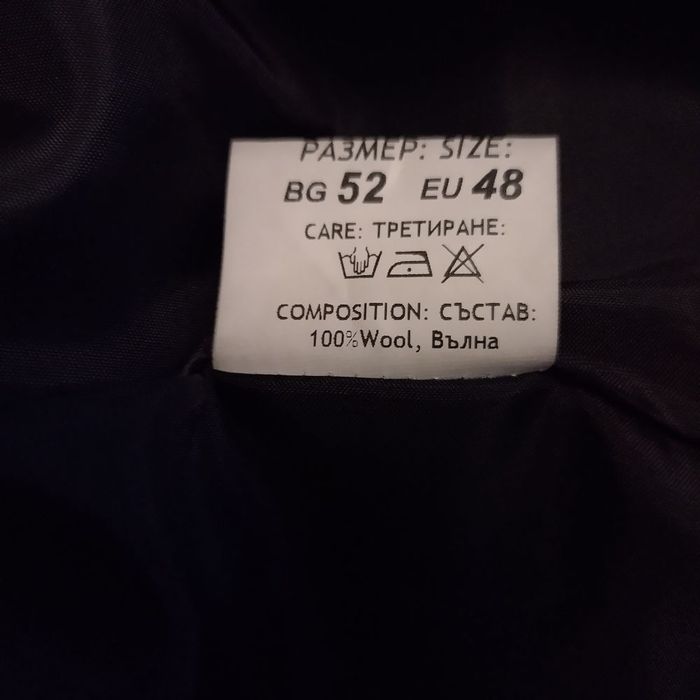 РАЗМЕР: SIZE:
BG 52 EU 48
CARE: ТРЕТИРАНЕ:
COMPOSITION: СЪСТАВ:
100%Wool, Вълна